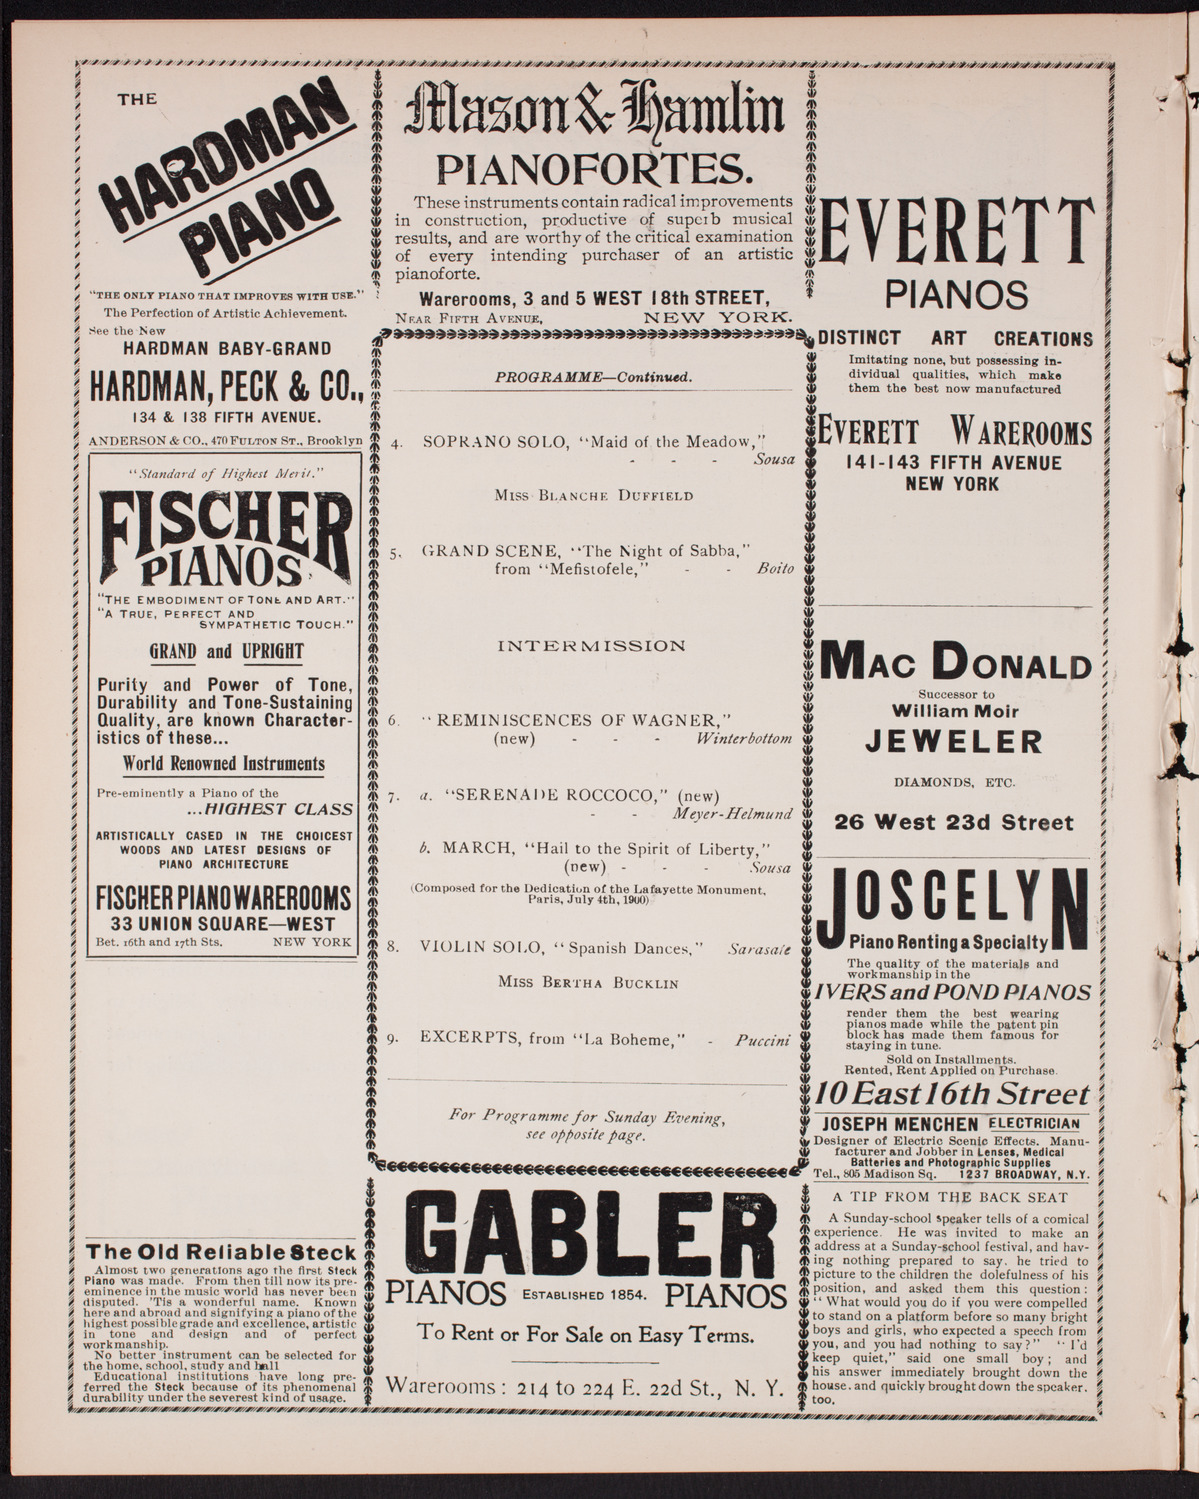 THE
HARDMAN
PIANO
"THE ONLY PIANO THAT IMPROVES WITH USE."
The Perfection of Artistic Achievement.
See the New
HARDMAN BABY-GRAND
HARDMAN, PECK & CO.,
134 & 138 FIFTH AVENUE.
ANDERSON & CO., 470 FULTON ST., Brooklyn
"Standard of Highest Merit."
FISCHER
PIANOS
"THE EMBODIMENT OF TONE AND ART."
"A TRUE, PERFECT AND
SYMPATHETIC TOUCH."
GRAND and UPRIGHT
Purity and Power of Tone,
Durability and Tone-Sustaining
Quality, are known Character-
istics of these...
World Renowned Instruments
Pre-eminently a Piano of the
...HIGHEST CLASS
ARTISTICALLY CASED IN THE CHOICEST
WOODS AND LATEST DESIGNS OF
PIANO ARCHITECTURE
FISCHER PIANO WAREROOMS
33 UNION SQUARE—WEST
Bet. 16th and 17th Sts. NEW YORK
The Old Reliable Steck
Almost two generations ago the first Steck
Piano was made. From then till now its pre-
eminence in the music world has never been
disputed. 'Tis a wonderful name. Known
here and abroad and signifying a piano of the
highest possible grade and excellence, artistic
in tone and design and of perfect
workmanship.
No better instrument can be selected for
the home, school, study and hall
Educational institutions have long pre-
ferred the Steck because of its phenomenal
durability under the severest kind of usage.
Mason & Hamlin
PIANOFORTES.
These instruments contain radical improvements
in construction, productive of superb musical
results, and are worthy of the critical examination
of every intending purchaser of an artistic
pianoforte.
Warerooms, 3 and 5 WEST 18th STREET,
NEAR FIFTH AVENUE, NEW YORK.
PROGRAMME—Continued.
4. SOPRANO SOLO, "Maid of the Meadow,"
- - - Sousa
MISS BLANCHE DUFFIELD
5. GRAND SCENE, "The Night of Sabba,"
from "Mefistofele," - - Boito
INTERMISSION
6. "REMINISCENCES OF WAGNER,"
(new) - - - Winterbottom
7. a. "SERENADE ROCCOCO," (new)
- - Meyer-Helmund
b. MARCH, "Hail to the Spirit of Liberty,"
(new) - - - Sousa
(Composed for the Dedication of the Lafayette Monument,
Paris, July 4th, 1900)
8. VIOLIN SOLO, "Spanish Dances," Sarasate
MISS BERTHA BUCKLIN
9. EXCERPTS, from "La Boheme," - Puccini
For Programme for Sunday Evening,
see opposite page.
GABLER
PIANOS ESTABLISHED 1854. PIANOS
To Rent or For Sale on Easy Terms.
Warerooms: 214 to 224 E. 22d St., N. Y.
EVERETT
PIANOS
DISTINCT ART CREATIONS
Imitating none, but possessing in-
dividual qualities, which make
them the best now manufactured
EVERETT WAREROOMS
141-143 FIFTH AVENUE
NEW YORK
MAC DONALD
Successor to
William Moir
JEWELER
DIAMONDS, ETC.
26 West 23d Street
JOSCELYN
Piano Renting a Specialty
The quality of the materials and
workmanship in the
IVERS and POND PIANOS
render them the best wearing
pianos made while the patent pin
block has made them famous for
staying in tune.
Sold on Installments.
Rented, Rent Applied on Purchase.
10 East 16th Street
JOSEPH MENCHEN ELECTRICIAN
Designer of Electric Scenic Effects. Manu-
facturer and Jobber in Lenses, Medical
Batteries and Photographic Supplies
Tel., 805 Madison Sq. 1237 BROADWAY, N.Y.
A TIP FROM THE BACK SEAT
A Sunday-school speaker tells of a comical
experience. He was invited to make an
address at a Sunday-school festival, and hav-
ing nothing prepared to say, he tried to
picture to the children the dolefulness of his
position, and asked them this question:
"What would you do if you were compelled
to stand on a platform before so many bright
boys and girls, who expected a speech from
you, and you had nothing to say?" "I'd
keep quiet," said one small boy; and
his answer immediately brought down the
house, and quickly brought down the speaker,
too.